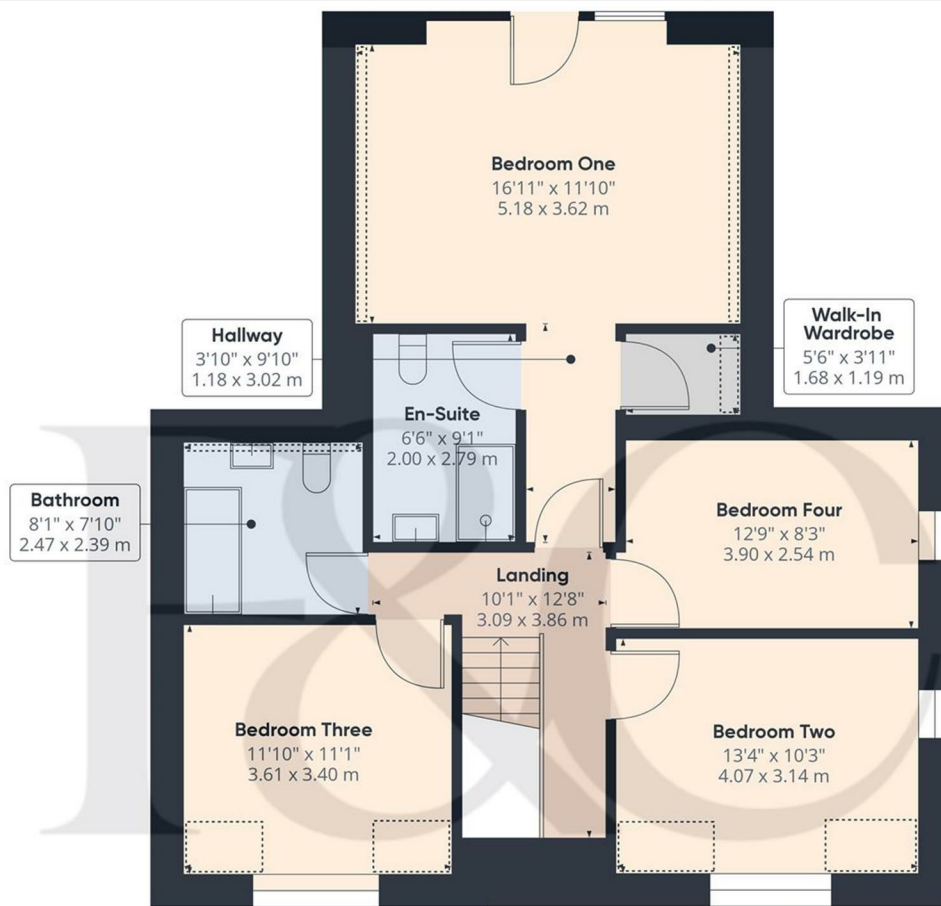 Bedroom One
16'11" x 11'10"
5.18 x 3.62 m
Hallway
3'10" x 9'10"
1.18 x 3.02 m
Walk-In
Wardrobe
5'6" x 3'11"
1.68 x 1.19 m
En-Suite
6'6" x 9'1"
2.00 x 2.79 m
Bathroom
8'1" x 7'10"
2.47 x 2.39 m
Bedroom Four
12'9" x 8'3"
3.90 x 2.54 m
Landing
10'1" x 12'8"
3.09 x 3.86 m
Bedroom Three
11'10" x 11'1"
3.61 x 3.40 m
Bedroom Two
13'4" x 10'3"
4.07 x 3.14 m